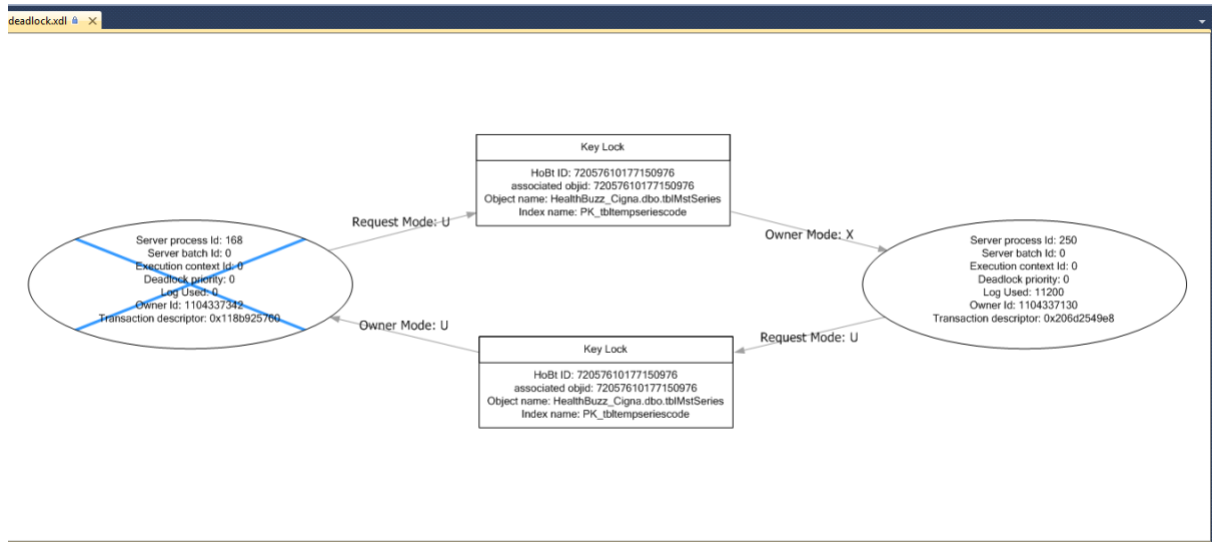 deadlock.xdl
Key Lock
HoBt ID: 72057610177150976
associated objid: 72057610177150976
Object name: HealthBuzz_Cigna.dbo.tblMstSeries
Index name: PK_tbltempseriescode
Request Mode: U
Owner Mode: X
Server process Id: 168
Server batch Id: 0
Execution context Id: 0
Deadlock priority: 0
Log Used: 0
Owner Id: 1104337342
Transaction descriptor: 0x118b925760
Server process Id: 250
Server batch Id: 0
Execution context Id: 0
Deadlock priority: 0
Log Used: 11200
Owner Id: 1104337130
Transaction descriptor: 0x206d2549e8
Owner Mode: U
Request Mode: U
Key Lock
HoBt ID: 72057610177150976
associated objid: 72057610177150976
Object name: HealthBuzz_Cigna.dbo.tblMstSeries
Index name: PK_tbltempseriescode